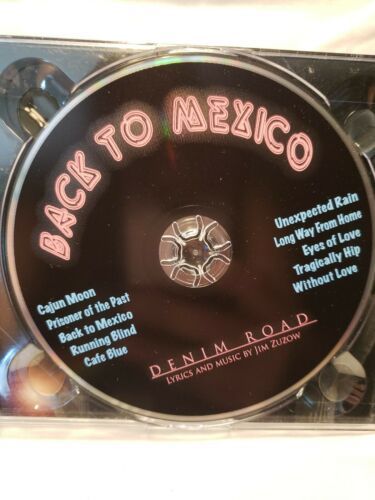 BACK TO MEXICO
Cajun Moon
Prisoner of the Past
Back to Mexico
Running Blind
Cafe Blue
Unexpected Rain
Long Way From Home
Eyes of Love
Tragically Hip
Without Love
DENIM ROAD
LYRICS AND MUSIC BY JIM ZUZOW